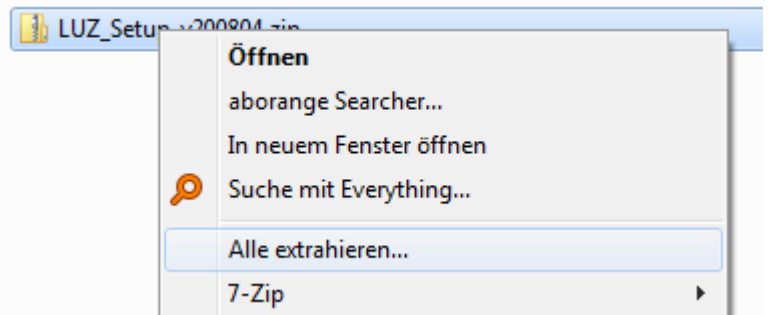 LUZ_Setup_v200804.zip
Öffnen
aborange Searcher...
In neuem Fenster öffnen
Suche mit Everything...
Alle extrahieren...
7-Zip